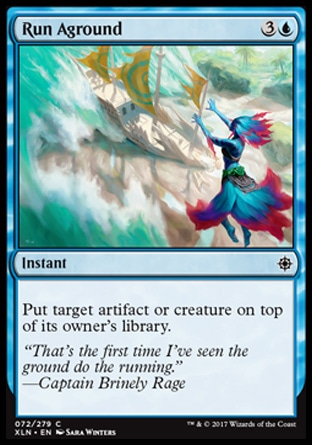 Run Aground 3
Instant
Put target artifact or creature on top
of its owner's library.
"That's the first time I've seen the
ground do the running."
—Captain Brinely Rage
072/279 C
XLN • EN Sara Winters
™ & © 2017 Wizards of the Coast